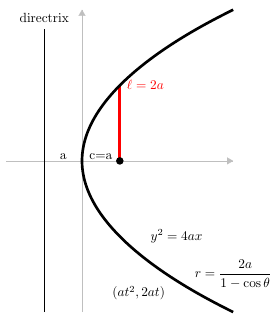 directrix
ℓ = 2a
a
c=a
y² = 4ax
r = 2a / (1 − cos θ)
(at², 2at)